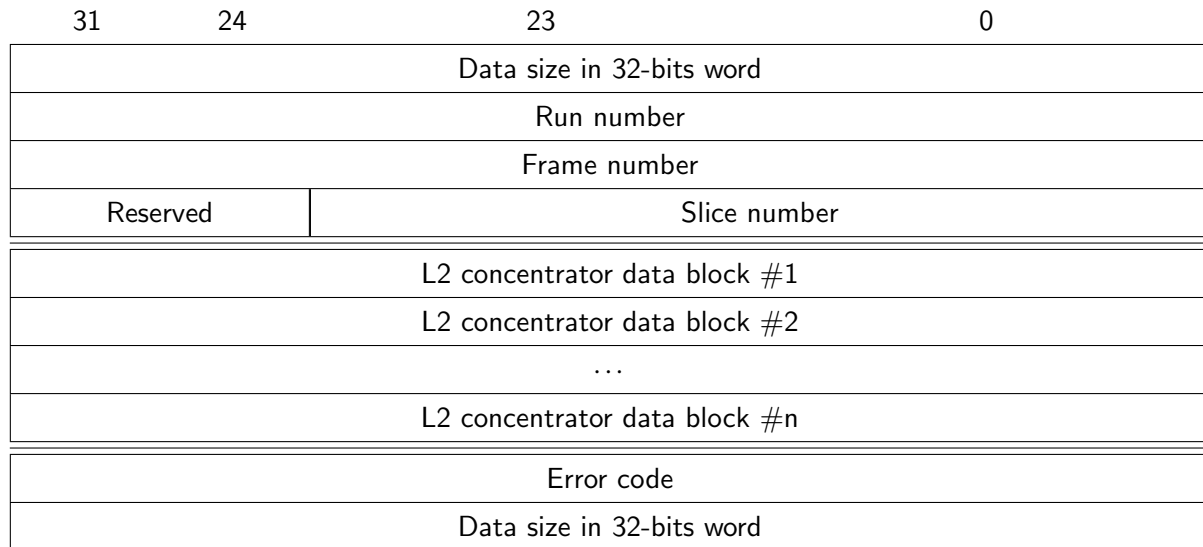 31 24 23 0
Data size in 32-bits word
Run number
Frame number
Reserved Slice number
L2 concentrator data block #1
L2 concentrator data block #2
...
L2 concentrator data block #n
Error code
Data size in 32-bits word